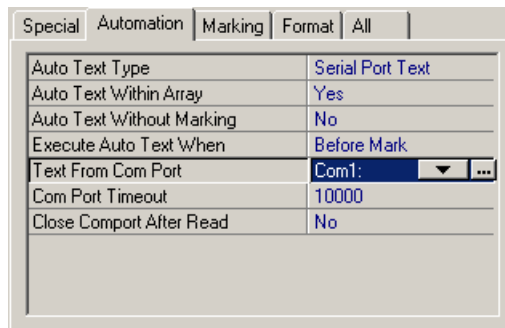 Special Automation Marking Format All
Auto Text Type Serial Port Text
Auto Text Within Array Yes
Auto Text Without Marking No
Execute Auto Text When Before Mark
Text From Com Port Com1: ...
Com Port Timeout 10000
Close Comport After Read No